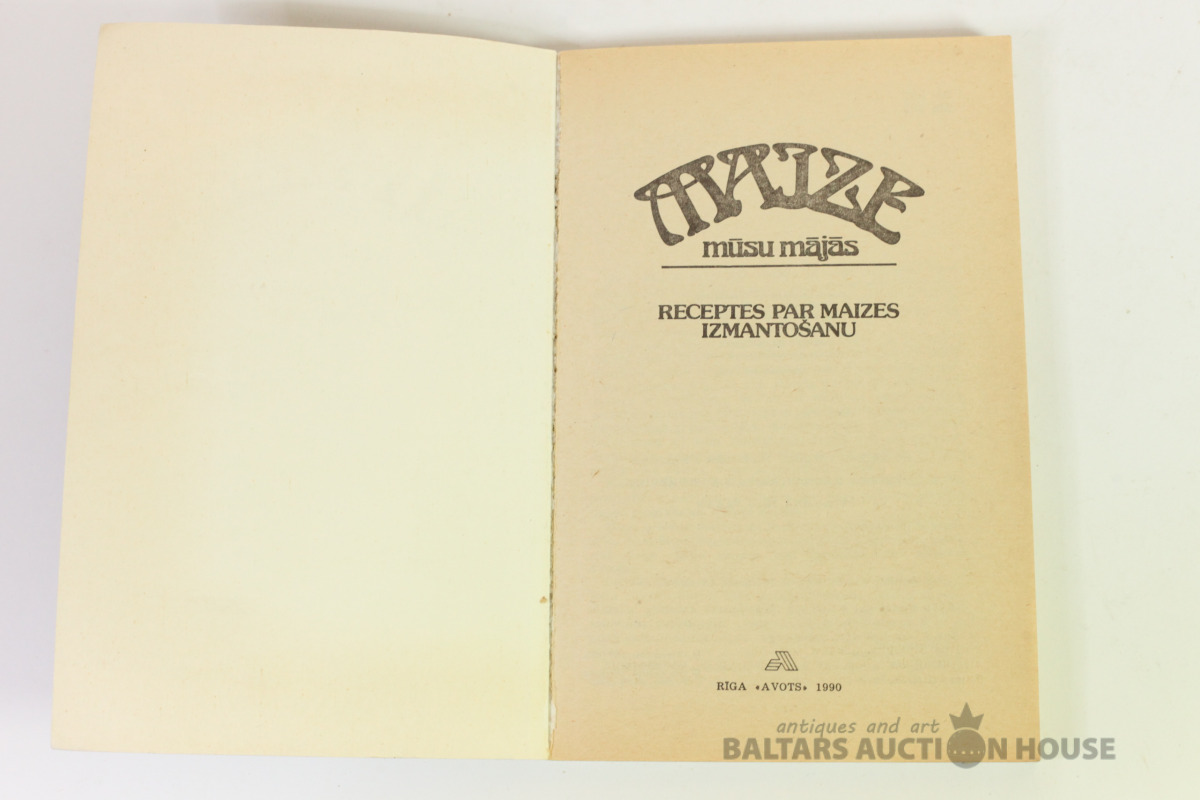 MAIZE
mūsu mājās
RECEPTES PAR MAIZES
IZMANTOŠANU
RĪGA «AVOTS» 1990
antiques and art
BALTARS AUCTION HOUSE